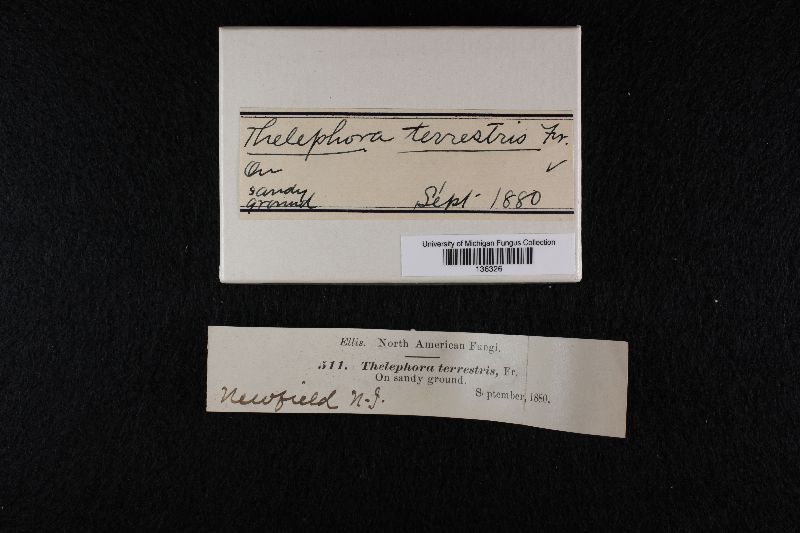 Thelephora terrestris Fr.
On ✓
sandy
ground Sept 1880
University of Michigan Fungus Collection
136326
Ellis. North American Fungi.
511. Thelephora terrestris, Fr.
On sandy ground.
September, 1880.
Newfield N.J.